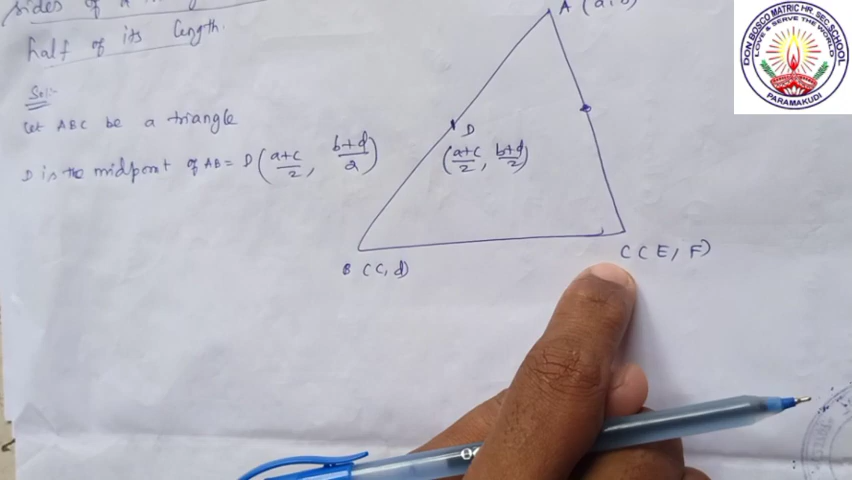 sides of a
half of its length.
Sol:-
Let ABC be a triangle
D is the midpoint of AB = D (a+c/2, b+d/2)
A (a,b)
D
(a+c/2, b+d/2)
B (C, d)
C (E, F)
DON BOSCO MATRIC HR. SEC. SCHOOL
LOVE & SERVE THE WORLD
PARAMAKUDI